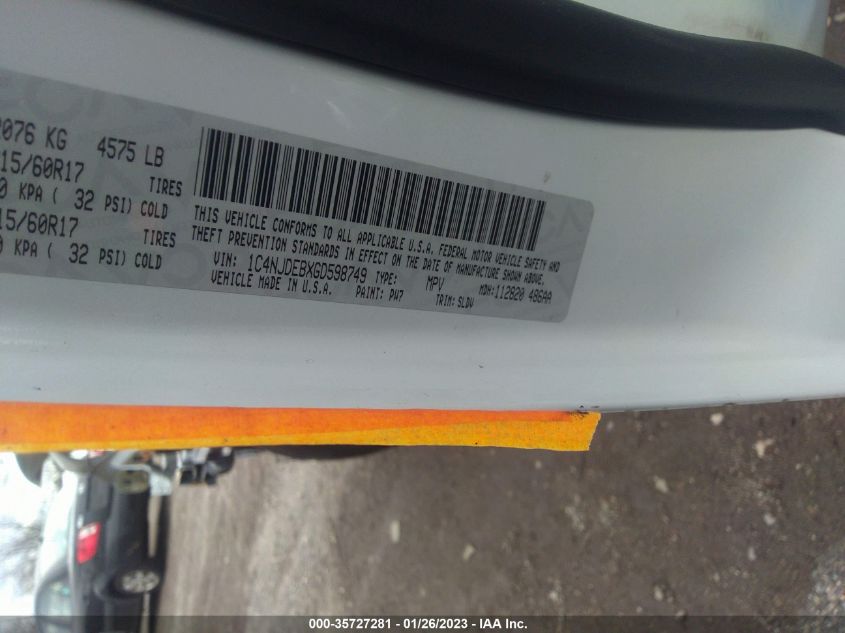 2076 KG 4575 LB
15/60R17 TIRES
0 KPA ( 32 PSI) COLD
15/60R17 TIRES
0 KPA ( 32 PSI) COLD
THIS VEHICLE CONFORMS TO ALL APPLICABLE U.S.A. FEDERAL MOTOR VEHICLE SAFETY AND
THEFT PREVENTION STANDARDS IN EFFECT ON THE DATE OF MANUFACTURE SHOWN ABOVE.
VIN: 1C4NJDEBXGD598749 TYPE: MPV MDH:112820 486AA
VEHICLE MADE IN U.S.A. PAINT: PW7 TRIM: SLDV
000-35727281 - 01/26/2023 - IAA Inc.